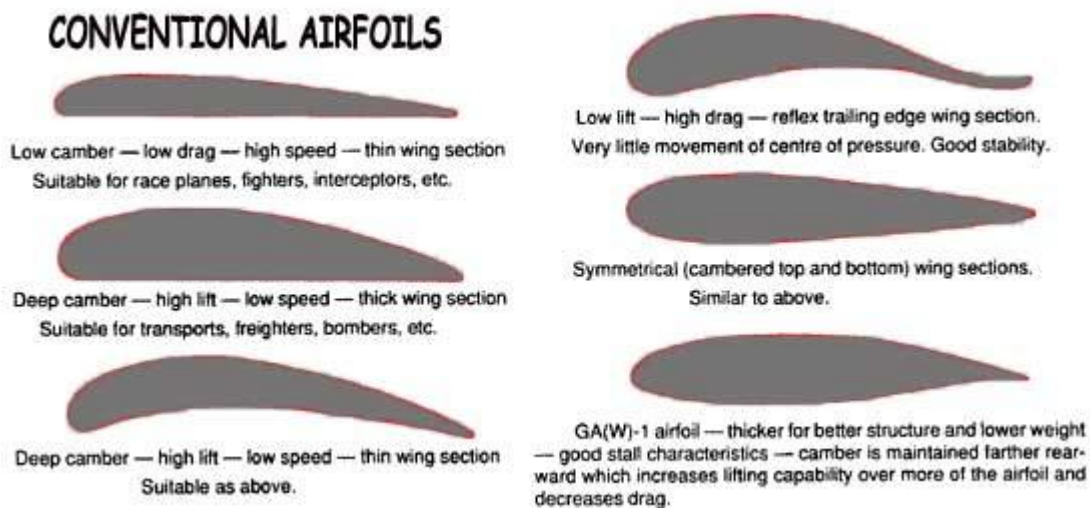 CONVENTIONAL AIRFOILS
Low camber — low drag — high speed — thin wing section
Suitable for race planes, fighters, interceptors, etc.
Deep camber — high lift — low speed — thick wing section
Suitable for transports, freighters, bombers, etc.
Deep camber — high lift — low speed — thin wing section
Suitable as above.
Low lift — high drag — reflex trailing edge wing section.
Very little movement of centre of pressure. Good stability.
Symmetrical (cambered top and bottom) wing sections.
Similar to above.
GA(W)-1 airfoil — thicker for better structure and lower weight
— good stall characteristics — camber is maintained farther rear-
ward which increases lifting capability over more of the airfoil and
decreases drag.